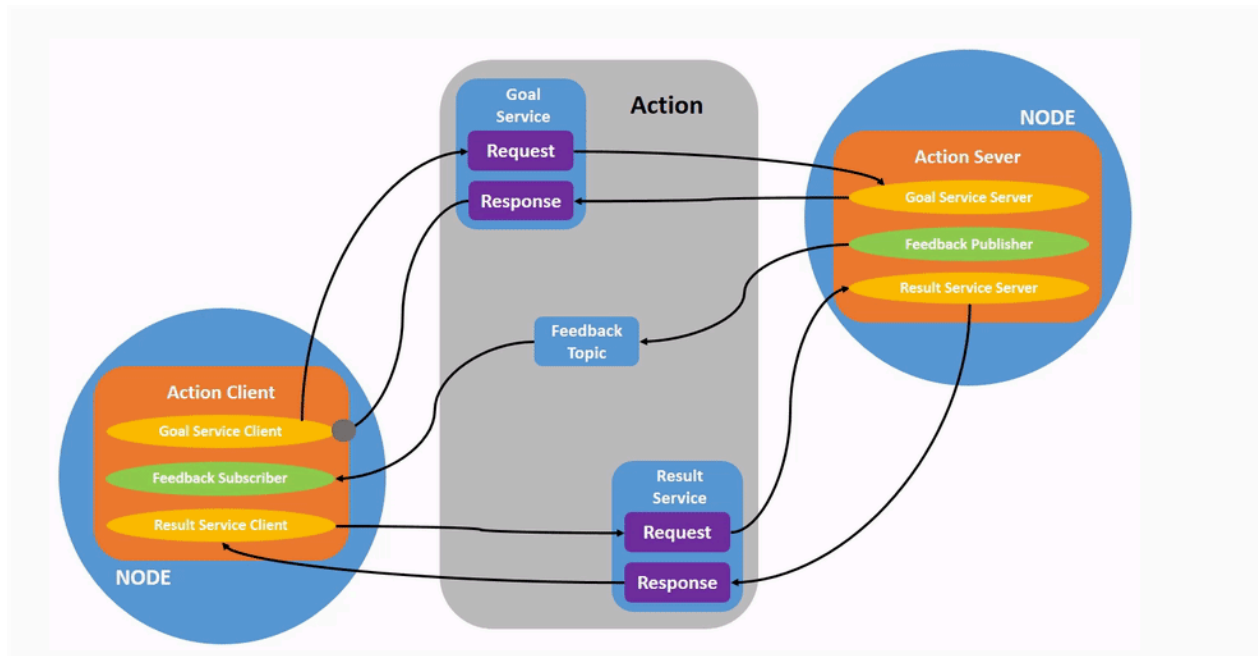 Goal
Service
Action
Request
Response
NODE
Action Sever
Goal Service Server
Feedback Publisher
Result Service Server
Feedback
Topic
Action Client
Goal Service Client
Feedback Subscriber
Result Service Client
NODE
Result
Service
Request
Response